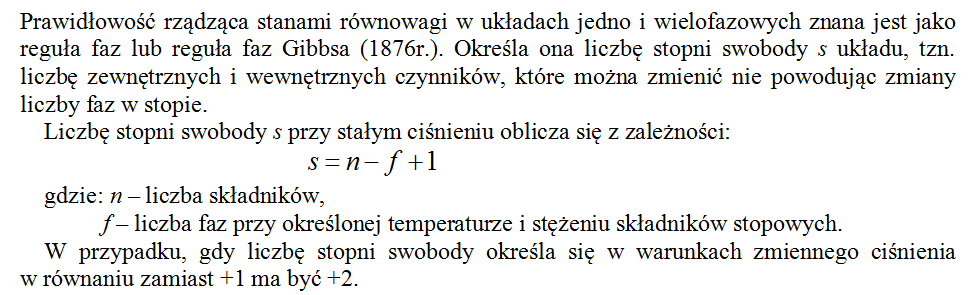 Prawidłowość rządząca stanami równowagi w układach jedno i wielofazowych znana jest jako
reguła faz lub reguła faz Gibbsa (1876r.). Określa ona liczbę stopni swobody s układu, tzn.
liczbę zewnętrznych i wewnętrznych czynników, które można zmienić nie powodując zmiany
liczby faz w stopie.
Liczbę stopni swobody s przy stałym ciśnieniu oblicza się z zależności:
s = n − f + 1
gdzie: n – liczba składników,
f – liczba faz przy określonej temperaturze i stężeniu składników stopowych.
W przypadku, gdy liczbę stopni swobody określa się w warunkach zmiennego ciśnienia
w równaniu zamiast +1 ma być +2.